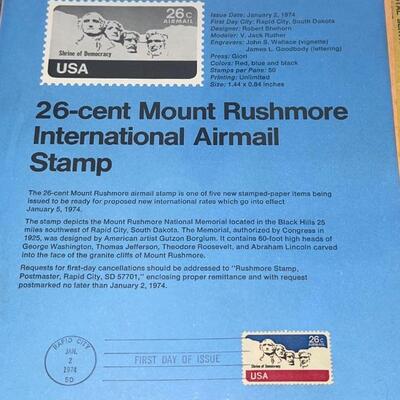 26c
AIRMAIL
Shrine of Democracy
USA
Issue Date: January 2, 1974
First Day City: Rapid City, South Dakota
Designer: Robert Shehorn
Modeler: V. Jack Ruther
Engravers: John S. Wallace (vignette)
James L. Goodbody (lettering)
Press: Giori
Colors: Red, blue and black
Stamps per Pane: 50
Printing: Unlimited
Size: 1.44 x 0.84 inches
26-cent Mount Rushmore
International Airmail
Stamp
The 26-cent Mount Rushmore airmail stamp is one of five new stamped-paper items being
issued to be ready for proposed new international rates which go into effect
January 5, 1974.
The stamp depicts the Mount Rushmore National Memorial located in the Black Hills 25
miles southwest of Rapid City, South Dakota. The Memorial, authorized by Congress in
1925, was designed by American artist Gutzon Borglum. It contains 60-foot high heads of
George Washington, Thomas Jefferson, Theodore Roosevelt, and Abraham Lincoln carved
into the face of the granite cliffs of Mount Rushmore.
Requests for first-day cancellations should be addressed to "Rushmore Stamp,
Postmaster, Rapid City, SD 57701," enclosing proper remittance and with request
postmarked no later than January 2, 1974.
RAPID CITY
JAN.
2
1974
SD
FIRST DAY OF ISSUE
26c
AIRMAIL
Shrine of Democracy
USA